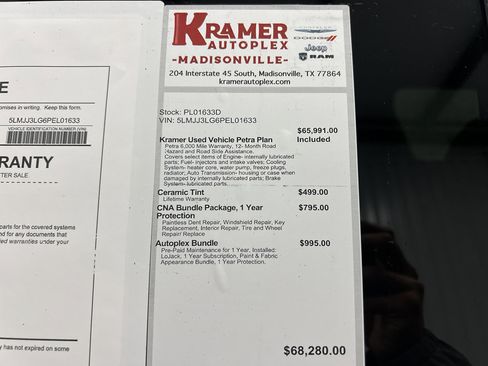 E
omises in writing. Keep this form.
5LMJJ3LG6PEL01633
VEHICLE IDENTIFICATION NUMBER (VIN)
RRANTY
TER SALE.
parts for the covered systems
and for any documents that
ed warranties under your
y has not expired on some
KRAMER
AUTOPLEX
-MADISONVILLE-
CHRYSLER
DODGE
Jeep
RAM
204 Interstate 45 South, Madisonville, TX 77864
kramerautoplex.com
Stock: PL01633D
VIN: 5LMJJ3LG6PEL01633
$65,991.00
Kramer Used Vehicle Petra Plan Included
Petra 6,000 Mile Warranty, 12- Month Road
Hazard and Road Side Assistance.
Covers select items of Engine- internally lubricated
parts; Fuel- injectors and intake valves; Cooling
System- heater core, water pump, freeze plugs,
radiator; Auto Transmission- housing or case when
damaged by internally lubricated parts; Brake
System- lubricated parts.
Ceramic Tint $499.00
Lifetime Warranty
CNA Bundle Package, 1 Year $795.00
Protection
Paintless Dent Repair, Windshield Repair, Key
Replacement, Interior Repair, Tire and Wheel
Repair/ Replace
Autoplex Bundle $995.00
Pre-Paid Maintenance for 1 Year, Installed:
LoJack, 1 Year Subscription, Paint & Fabric
Appearance Bundle, 1 Year Protection.
$68,280.00